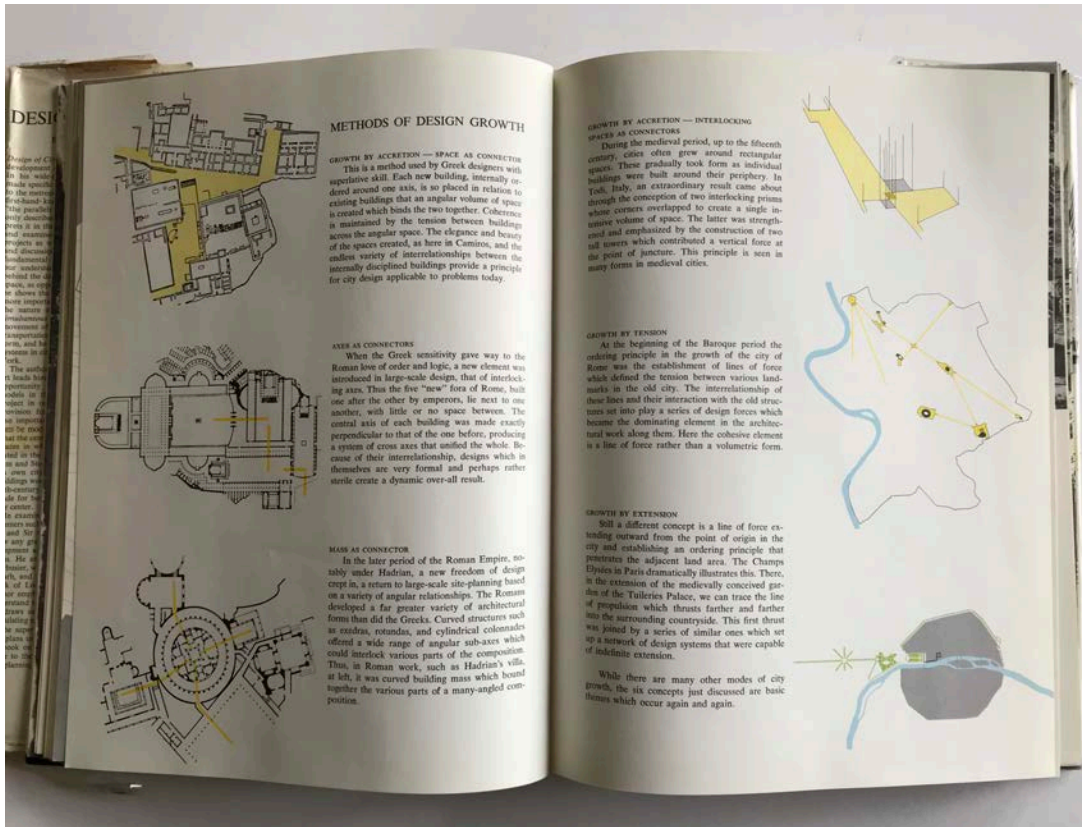 DESIG
Design of Ci
METHODS OF DESIGN GROWTH
GROWTH BY ACCRETION — SPACE AS CONNECTOR
This is a method used by Greek designers with
superlative skill. Each new building, internally or-
dered around one axis, is so placed in relation to
existing buildings that an angular volume of space
is created which binds the two together. Coherence
is maintained by the tension between buildings
across the angular space. The elegance and beauty
of the spaces created, as here in Camiros, and the
endless variety of interrelationships between the
internally disciplined buildings provide a principle
for city design applicable to problems today.
AXES AS CONNECTORS
When the Greek sensitivity gave way to the
Roman love of order and logic, a new element was
introduced in large-scale design, that of interlock-
ing axes. Thus the five “new” fora of Rome, built
one after the other by emperors, lie next to one
another, with little or no space between. The
central axis of each building was made exactly
perpendicular to that of the one before, producing
a system of cross axes that unified the whole. Be-
cause of their interrelationship, designs which in
themselves are very formal and perhaps rather
sterile create a dynamic over-all result.
MASS AS CONNECTOR
In the later period of the Roman Empire, no-
tably under Hadrian, a new freedom of design
crept in, a return to large-scale site-planning based
on a variety of angular relationships. The Romans
developed a far greater variety of architectural
forms than did the Greeks. Curved structures such
as exedras, rotundas, and cylindrical colonnades
offered a wide range of angular sub-axes which
could interlock various parts of the composition.
Thus, in Roman work, such as Hadrian's villa,
at left, it was curved building mass which bound
together the various parts of a many-angled com-
position.
GROWTH BY ACCRETION — INTERLOCKING
SPACES AS CONNECTORS
During the medieval period, up to the fifteenth
century, cities often grew around rectangular
spaces. These gradually took form as individual
buildings were built around their periphery. In
Todi, Italy, an extraordinary result came about
through the conception of two interlocking prisms
whose corners overlapped to create a single in-
tensive volume of space. The latter was strength-
ened and emphasized by the construction of two
tall towers which contributed a vertical force at
the point of juncture. This principle is seen in
many forms in medieval cities.
GROWTH BY TENSION
At the beginning of the Baroque period the
ordering principle in the growth of the city of
Rome was the establishment of lines of force
which defined the tension between various land-
marks in the old city. The interrelationship of
these lines and their interaction with the old struc-
tures set into play a series of design forces which
became the dominating element in the architec-
tural work along them. Here the cohesive element
is a line of force rather than a volumetric form.
GROWTH BY EXTENSION
Still a different concept is a line of force ex-
tending outward from the point of origin in the
city and establishing an ordering principle that
penetrates the adjacent land area. The Champs
Elysées in Paris dramatically illustrates this. There,
in the extension of the medievally conceived gar-
den of the Tuileries Palace, we can trace the line
of propulsion which thrusts farther and farther
into the surrounding countryside. This first thrust
was joined by a series of similar ones which set
up a network of design systems that were capable
of indefinite extension.
While there are many other modes of city
growth, the six concepts just discussed are basic
themes which occur again and again.